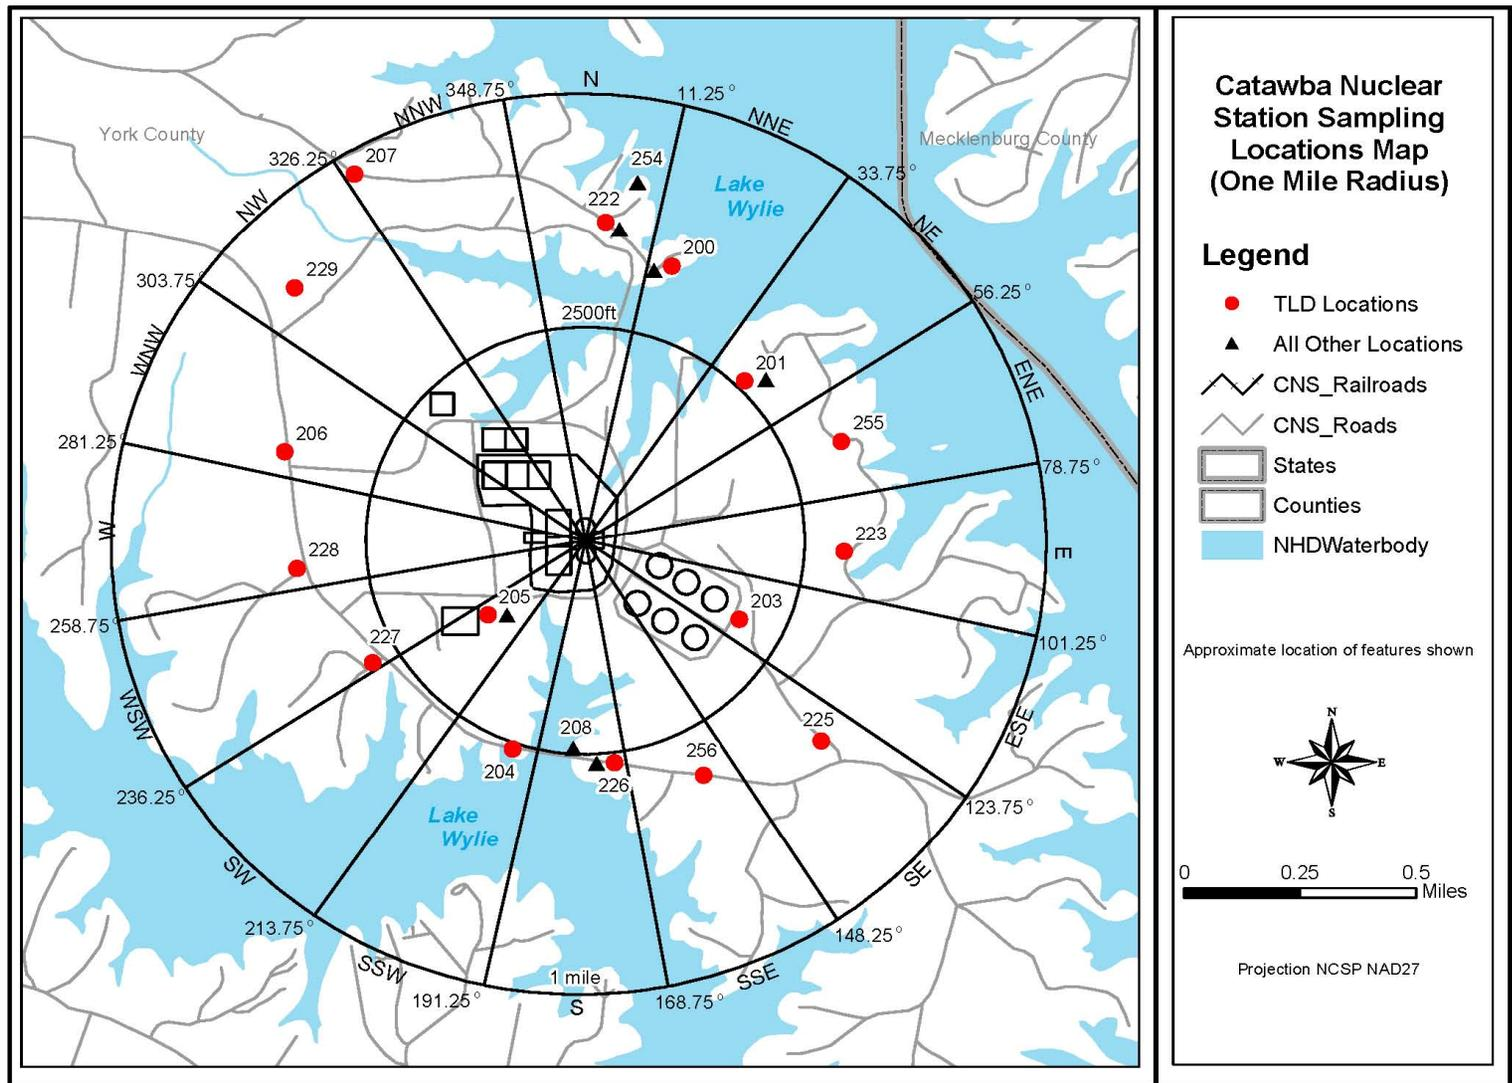 N
348.75°
11.25°
NNW
NNE
York County
Mecklenburg County
326.25°
207
254
33.75°
Lake
Wylie
222
NW
NE
200
229
303.75°
56.25°
2500ft
WNW
201
ENE
255
206
281.25°
78.75°
W
223
E
228
205
203
258.75°
227
101.25°
WSW
208
225
ESE
204
256
226
236.25°
123.75°
Lake
Wylie
SW
SE
213.75°
148.25°
SSW
1 mile
SSE
191.25°
S
168.75°
Catawba Nuclear
Station Sampling
Locations Map
(One Mile Radius)
Legend
TLD Locations
All Other Locations
CNS_Railroads
CNS_Roads
States
Counties
NHDWaterbody
Approximate location of features shown
N
W E
S
0 0.25 0.5
Miles
Projection NCSP NAD27